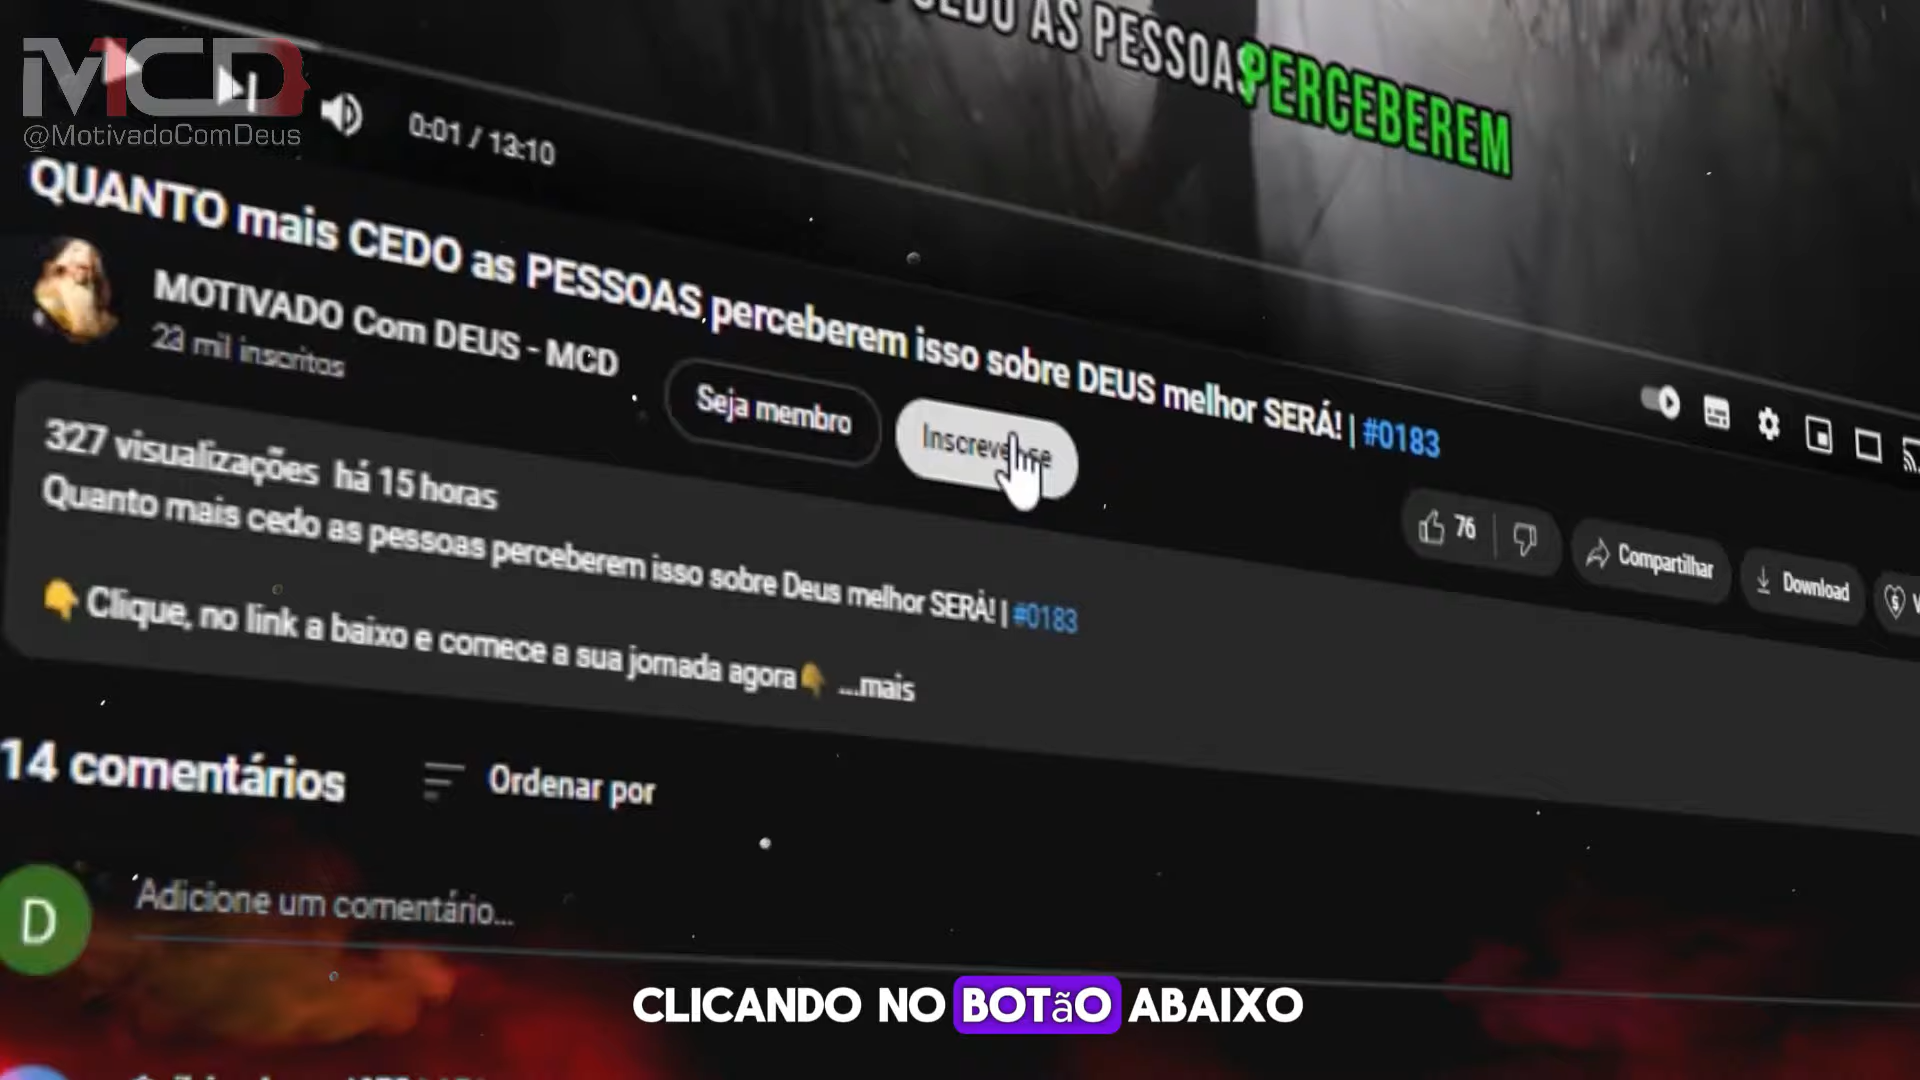 CEDO AS PESSOAS PERCEBEREM
MCD
@MotivadoComDeus
0:01 / 13:10
QUANTO mais CEDO as PESSOAS perceberem isso sobre DEUS melhor SERÁ! | #0183
MOTIVADO Com DEUS - MCD
23 mil inscritos
Seja membro
Inscreva-se
76
Compartilhar
Download
327 visualizações há 15 horas
Quanto mais cedo as pessoas perceberem isso sobre Deus melhor SERÁ! | #0183
Clique, no link a baixo e comece a sua jornada agora ...mais
14 comentários
Ordenar por
D
Adicione um comentário...
CLICANDO NO BOTãO ABAIXO